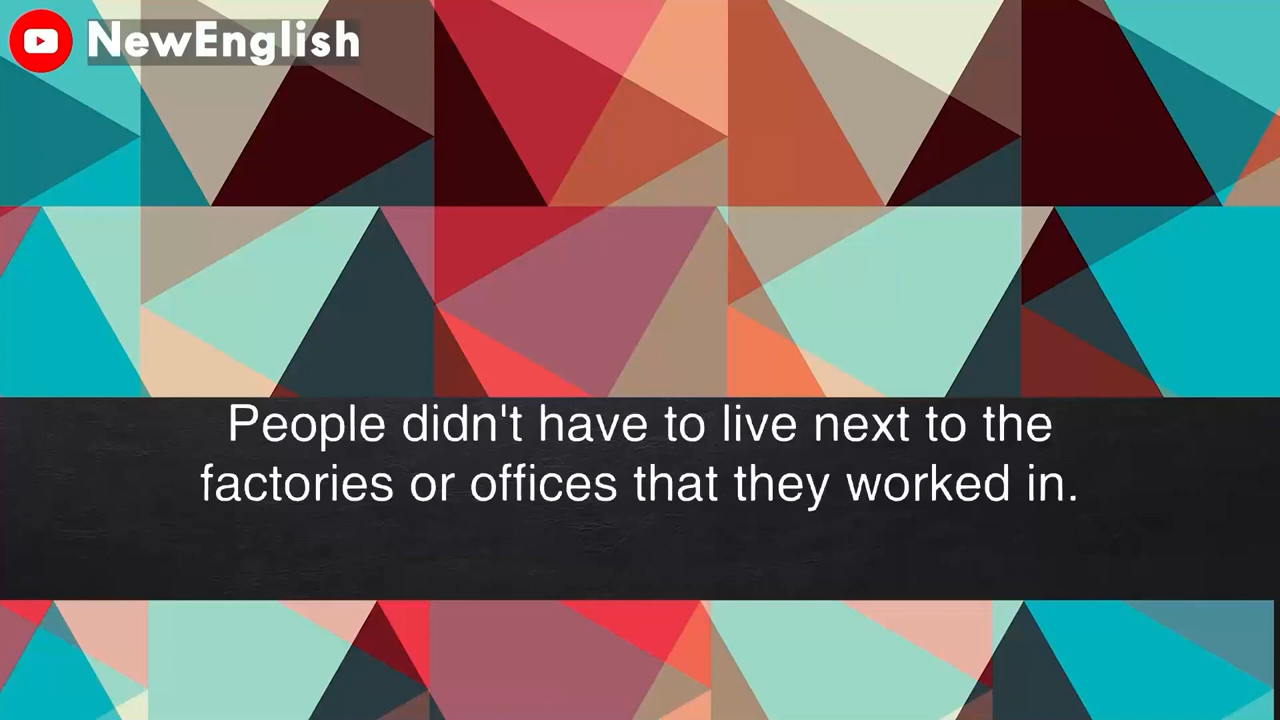 NewEnglish
People didn't have to live next to the
factories or offices that they worked in.